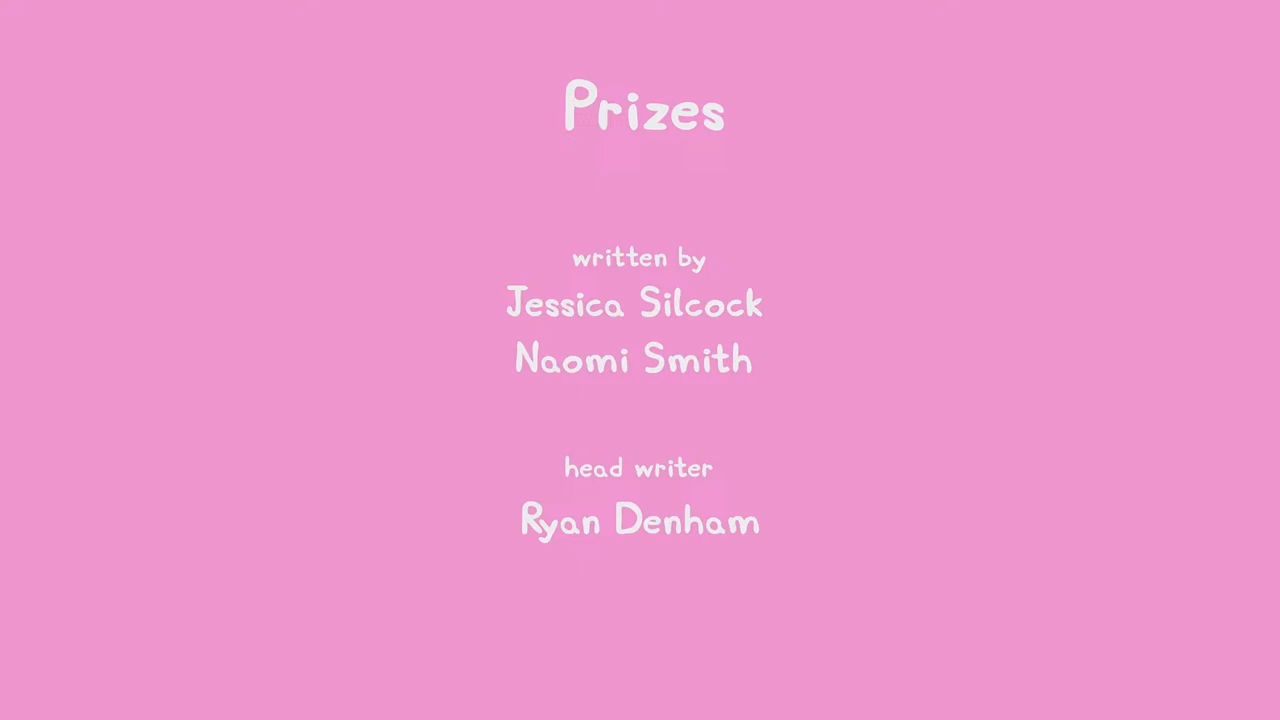 Prizes
written by
Jessica Silcock
Naomi Smith
head writer
Ryan Denham